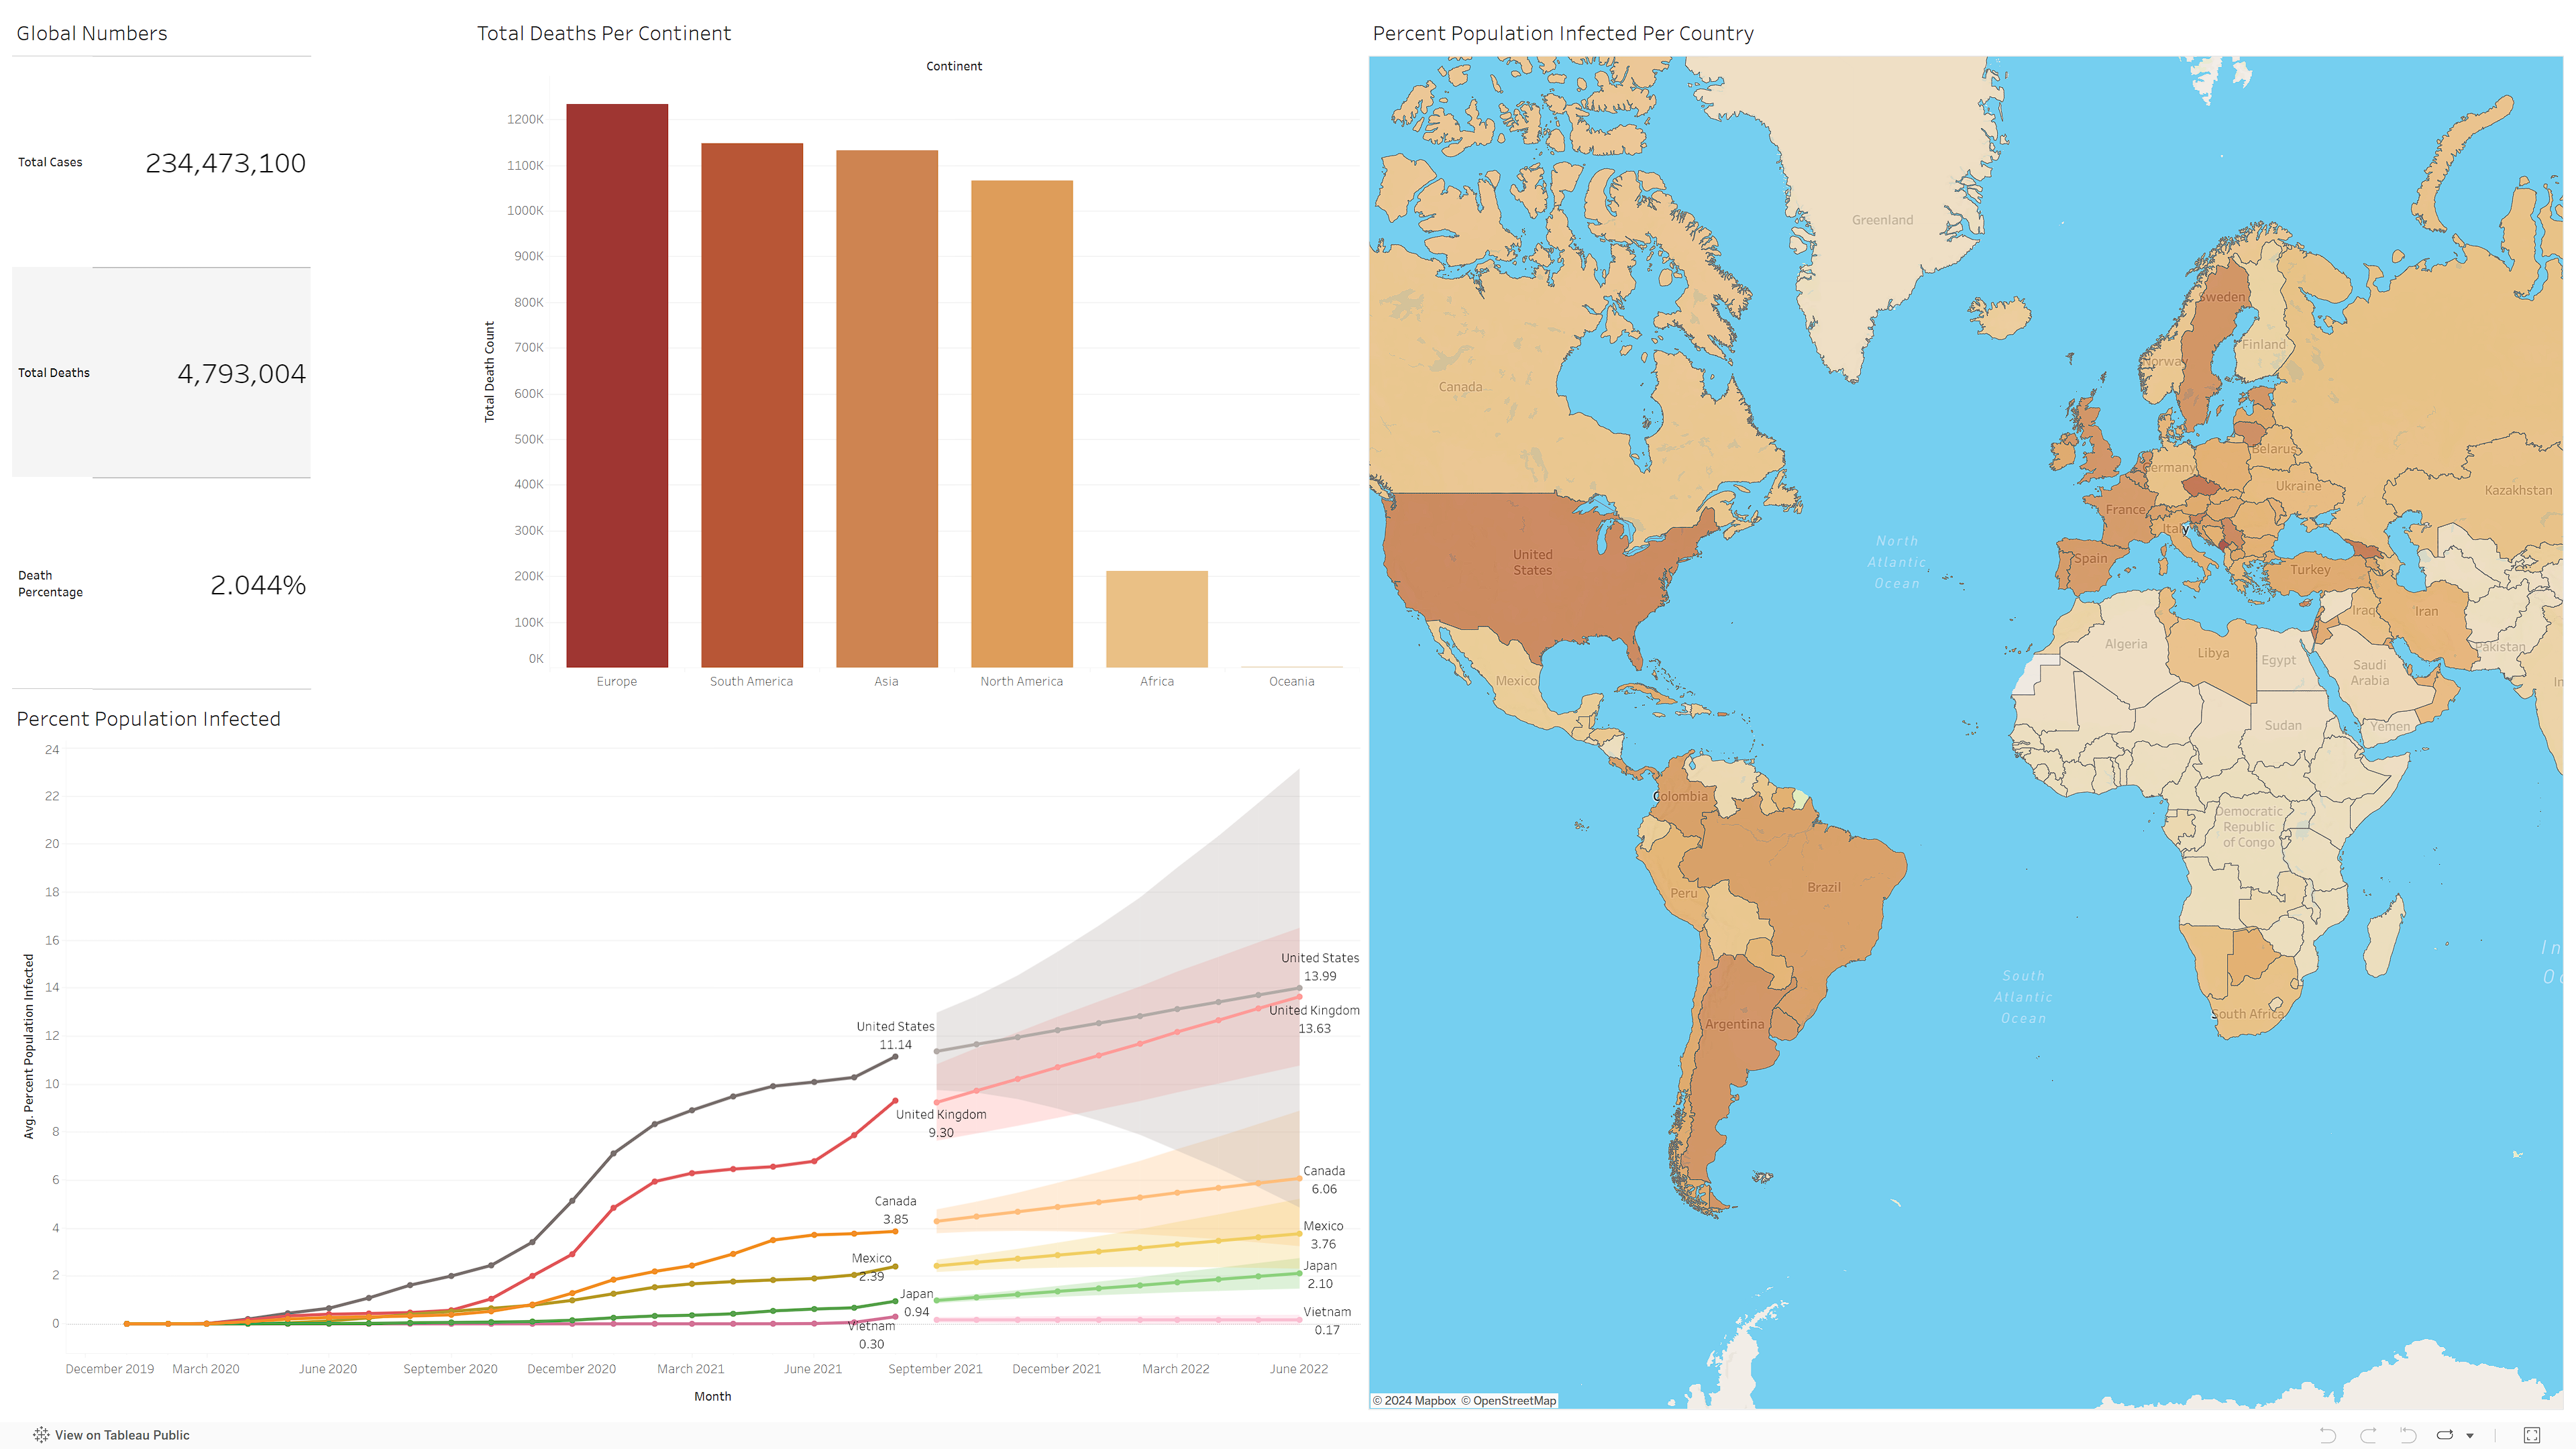 Global Numbers
Total Cases
234,473,100
Total Deaths
4,793,004
Death
Percentage
2.044%
Total Deaths Per Continent
Continent
Total Death Count
1200K
1100K
1000K
900K
800K
700K
600K
500K
400K
300K
200K
100K
0K
Europe
South America
Asia
North America
Africa
Oceania
Percent Population Infected
Avg. Percent Population Infected
24
22
20
18
16
14
12
10
8
6
4
2
0
United States
11.14
United Kingdom
9.30
Canada
3.85
Mexico
2.39
Japan
0.94
Vietnam
0.30
United States
13.99
United Kingdom
13.63
Canada
6.06
Mexico
3.76
Japan
2.10
Vietnam
0.17
December 2019
March 2020
June 2020
September 2020
December 2020
March 2021
June 2021
September 2021
December 2021
March 2022
June 2022
Month
Percent Population Infected Per Country
Greenland
Canada
Sweden
Norway
Finland
Belarus
Germany
Ukraine
Kazakhstan
France
Italy
Spain
Turkey
United
States
North
Atlantic
Ocean
Iraq
Iran
Algeria
Libya
Egypt
Saudi
Arabia
Pakistan
In
Mexico
Sudan
Yemen
Colombia
Democratic
Republic
of Congo
Peru
Brazil
In
Oc
South
Atlantic
Ocean
South Africa
Argentina
© 2024 Mapbox © OpenStreetMap
View on Tableau Public